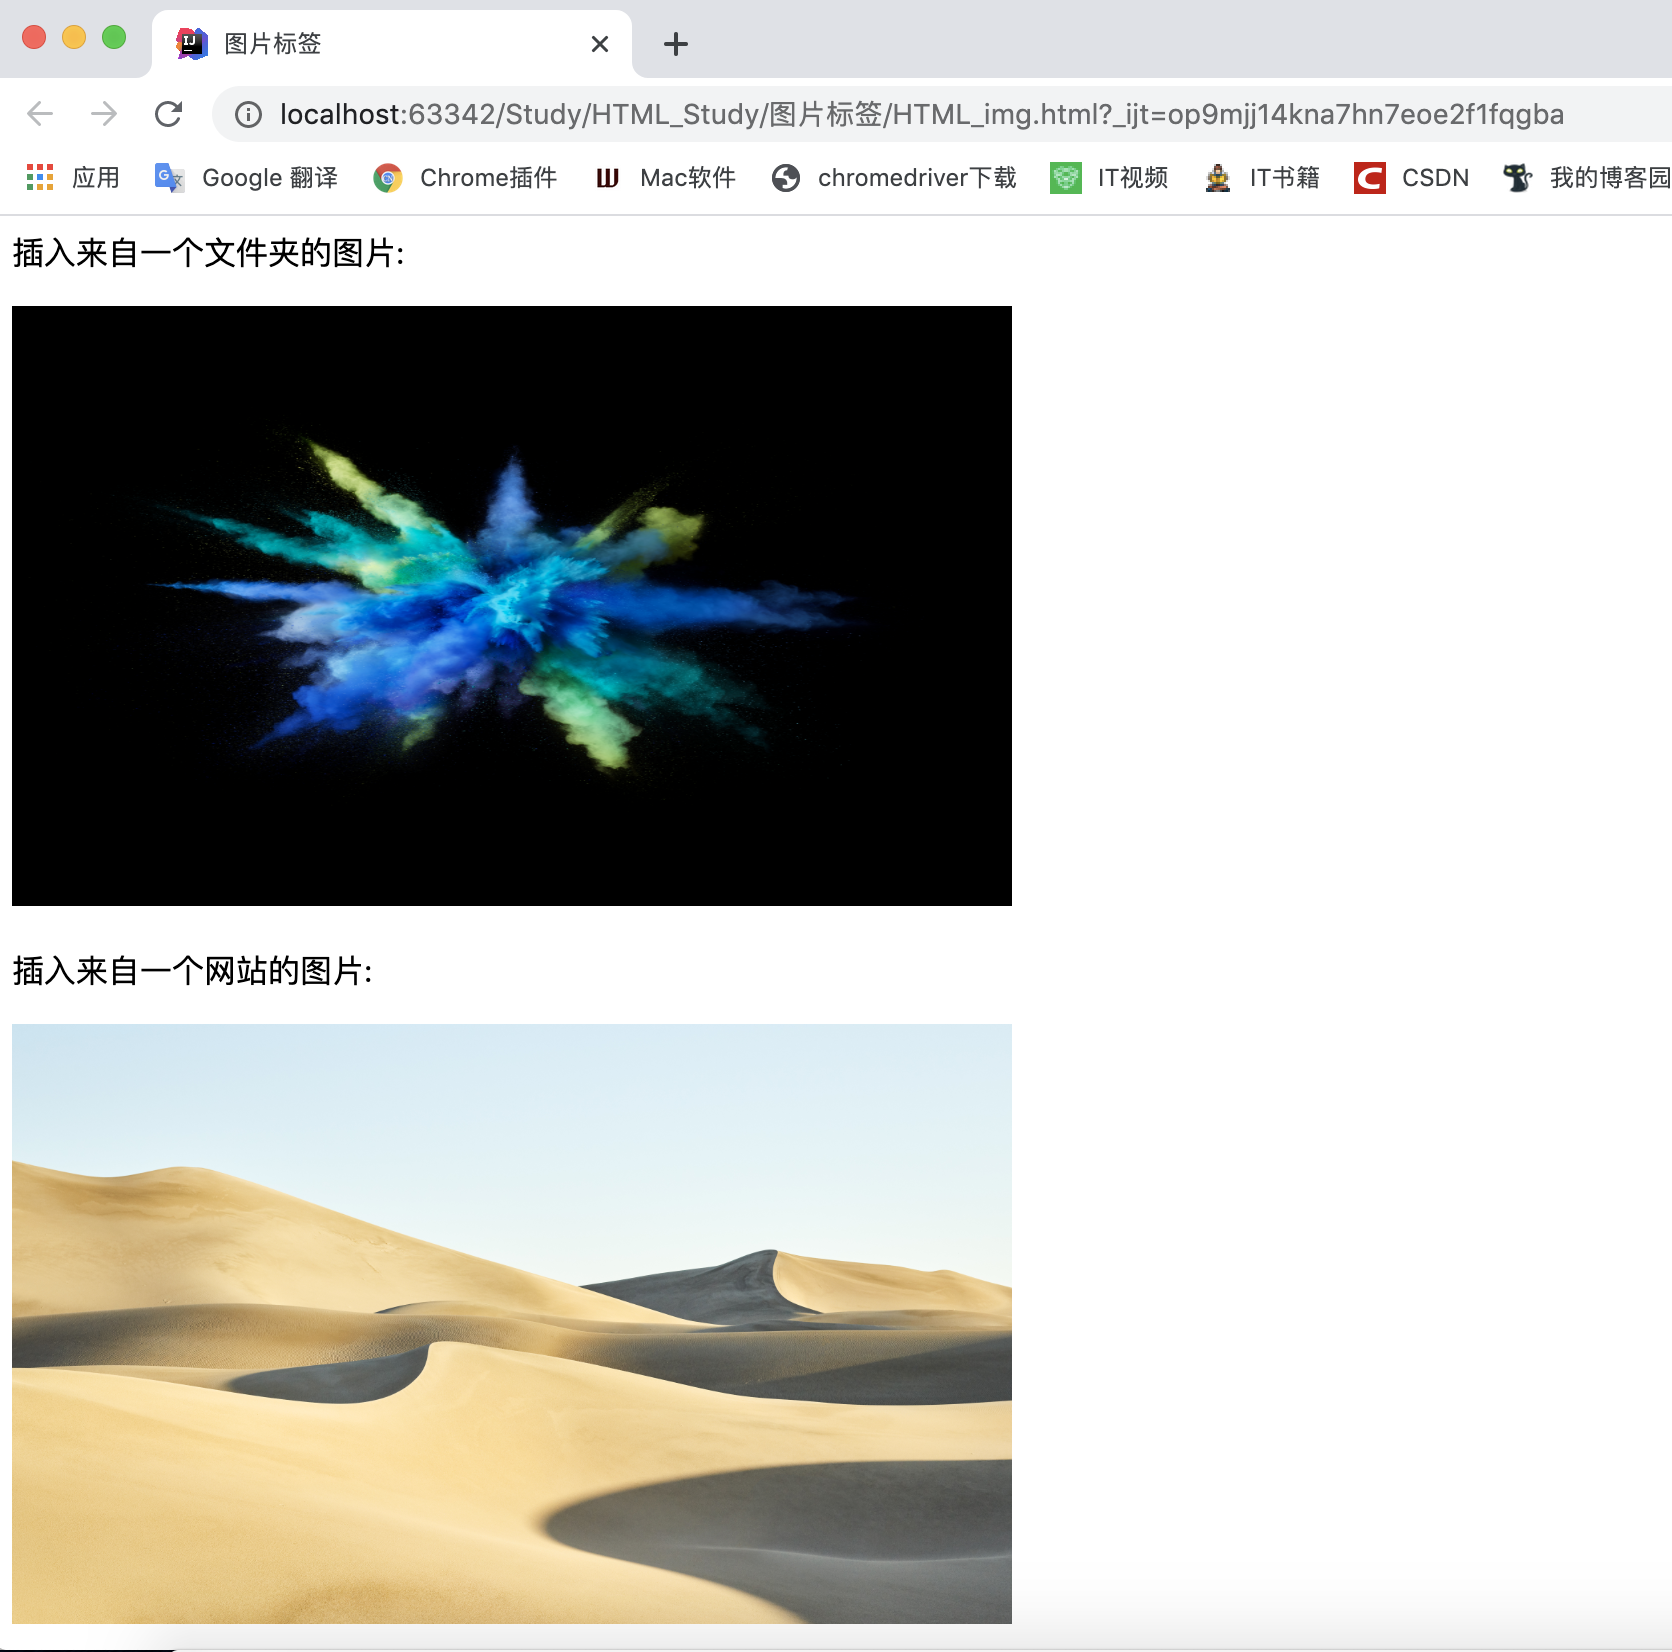 图片标签
localhost:63342/Study/HTML_Study/图片标签/HTML_img.html?_ijt=op9mjj14kna7hn7eoe2f1fqgba
应用 Google 翻译 Chrome插件 Mac软件 chromedriver下载 IT视频 IT书籍 CSDN 我的博客园
插入来自一个文件夹的图片:
插入来自一个网站的图片: